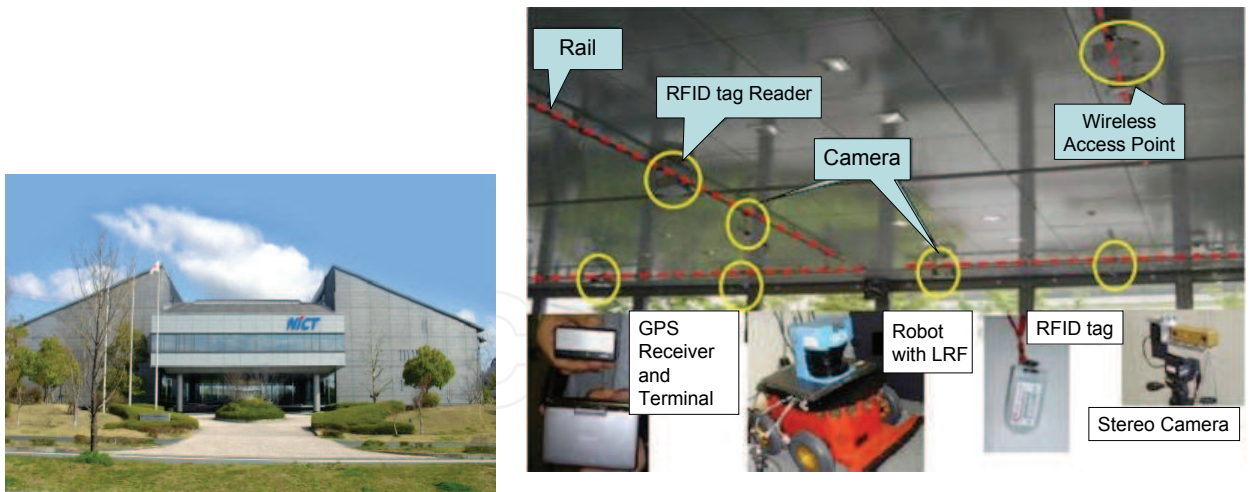 NICT
Rail
RFID tag Reader
Camera
Wireless
Access Point
GPS
Receiver
and
Terminal
Robot
with LRF
RFID tag
Stereo Camera